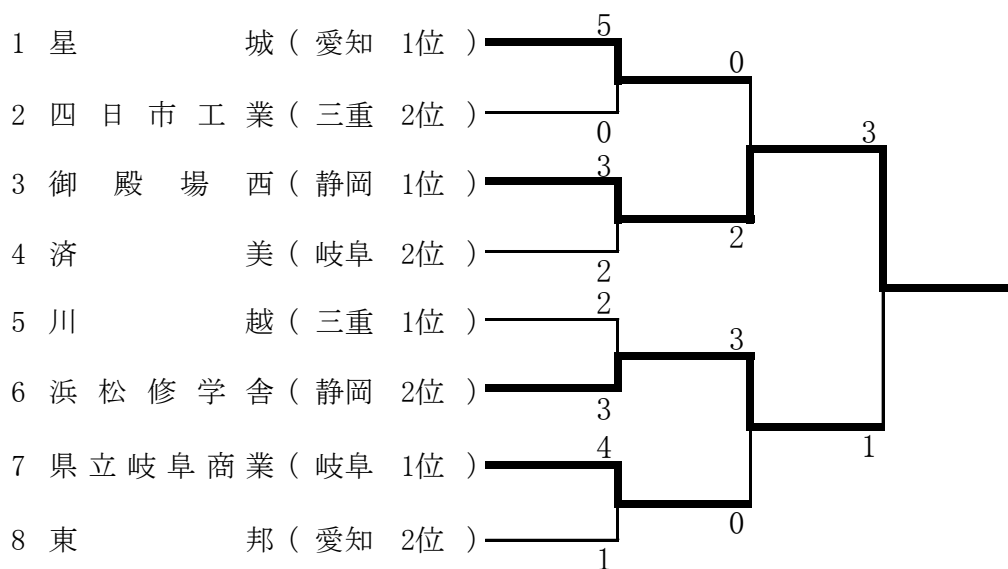 5
1 星城(愛知 1位)
0
2 四日市工業(三重 2位)
0
3
3
3 御殿場西(静岡 1位)
2
4 済美(岐阜 2位)
2
2
5 川越(三重 1位)
3
6 浜松修学舎(静岡 2位)
3
4
1
7 県立岐阜商業(岐阜 1位)
0
8 東邦(愛知 2位)
1